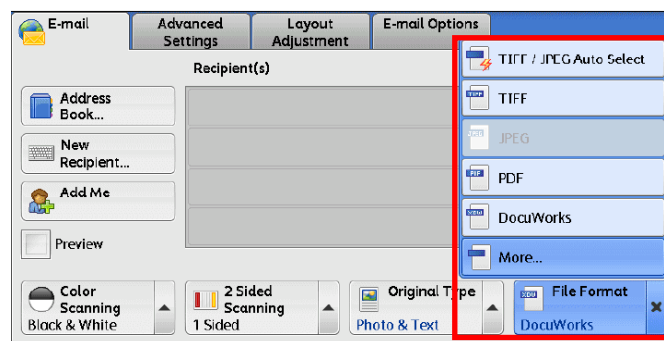 E-mail
Advanced
Settings
Layout
Adjustment
E-mail Options
Recipient(s)
TIFF / JPEG Auto Select
Address
Book...
TIFF
New
Recipient...
JPEG
Add Me
PDF
DocuWorks
Preview
More...
Color
Scanning
Black & White
2 Sided
Scanning
1 Sided
Original Type
Photo & Text
File Format
DocuWorks